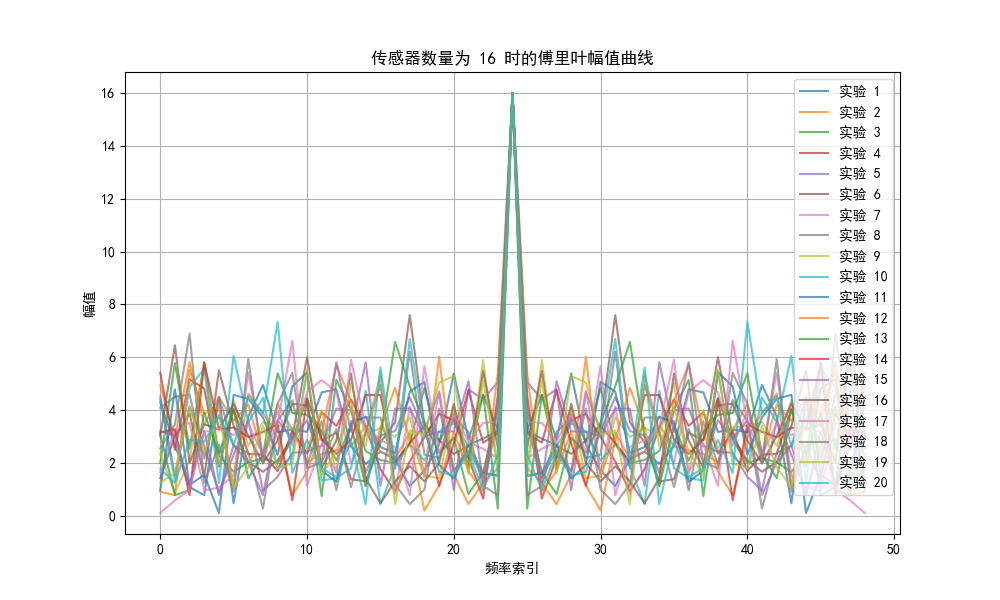 传感器数量为 16 时的傅里叶幅值曲线
幅值
16
14
12
10
8
6
4
2
0
0
10
20
30
40
50
频率索引
实验 1
实验 2
实验 3
实验 4
实验 5
实验 6
实验 7
实验 8
实验 9
实验 10
实验 11
实验 12
实验 13
实验 14
实验 15
实验 16
实验 17
实验 18
实验 19
实验 20